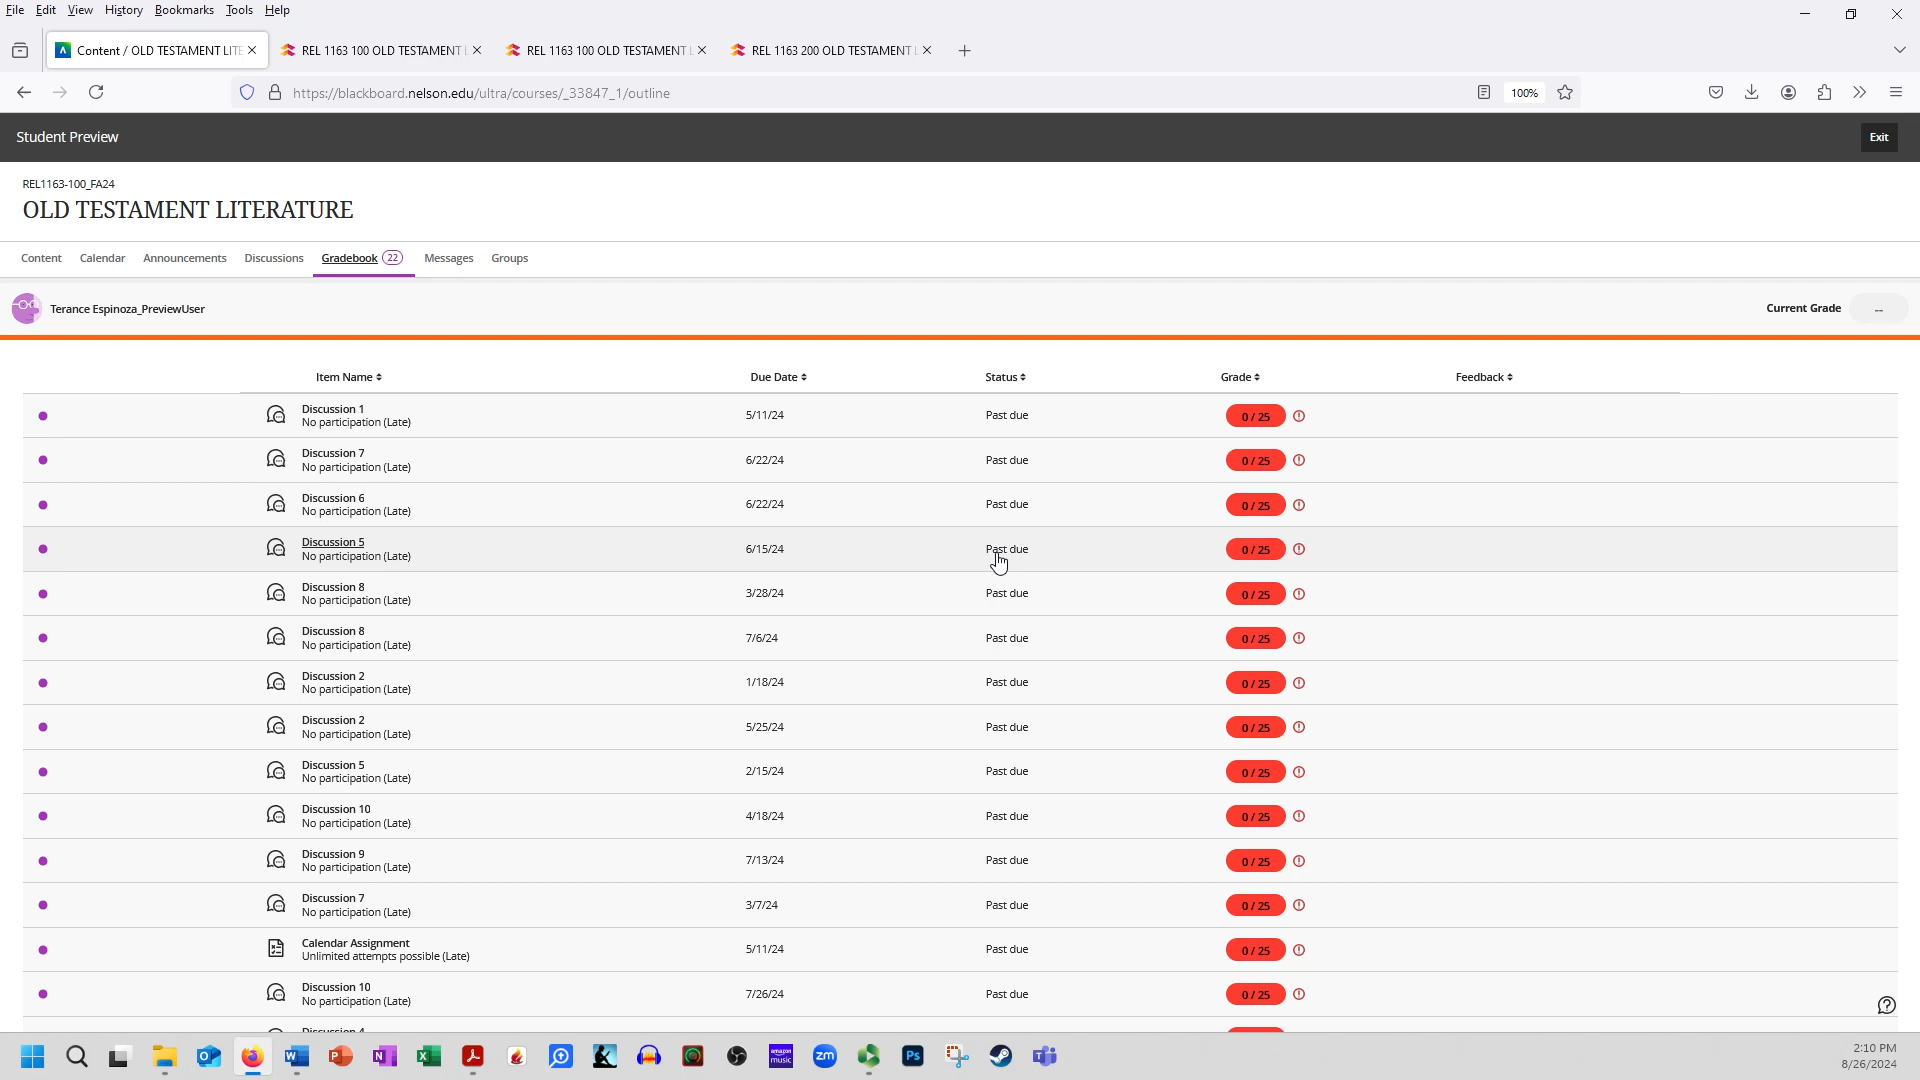 File Edit View History Bookmarks Tools Help
Content / OLD TESTAMENT LITE REL 1163 100 OLD TESTAMENT L REL 1163 100 OLD TESTAMENT L REL 1163 200 OLD TESTAMENT L
https://blackboard.nelson.edu/ultra/courses/_33847_1/outline 100%
Student Preview Exit
REL1163-100_FA24
OLD TESTAMENT LITERATURE
Content Calendar Announcements Discussions Gradebook 22 Messages Groups
Terance Espinoza_PreviewUser Current Grade --
Item Name Due Date Status Grade Feedback
Discussion 1 5/11/24 Past due 0 / 25
No participation (Late)
Discussion 7 6/22/24 Past due 0 / 25
No participation (Late)
Discussion 6 6/22/24 Past due 0 / 25
No participation (Late)
Discussion 5 6/15/24 Past due 0 / 25
No participation (Late)
Discussion 8 3/28/24 Past due 0 / 25
No participation (Late)
Discussion 8 7/6/24 Past due 0 / 25
No participation (Late)
Discussion 2 1/18/24 Past due 0 / 25
No participation (Late)
Discussion 2 5/25/24 Past due 0 / 25
No participation (Late)
Discussion 5 2/15/24 Past due 0 / 25
No participation (Late)
Discussion 10 4/18/24 Past due 0 / 25
No participation (Late)
Discussion 9 7/13/24 Past due 0 / 25
No participation (Late)
Discussion 7 3/7/24 Past due 0 / 25
No participation (Late)
Calendar Assignment 5/11/24 Past due 0 / 25
Unlimited attempts possible (Late)
Discussion 10 7/26/24 Past due 0 / 25
No participation (Late)
Discussion 4
amazon music zm Ps
2:10 PM
8/26/2024